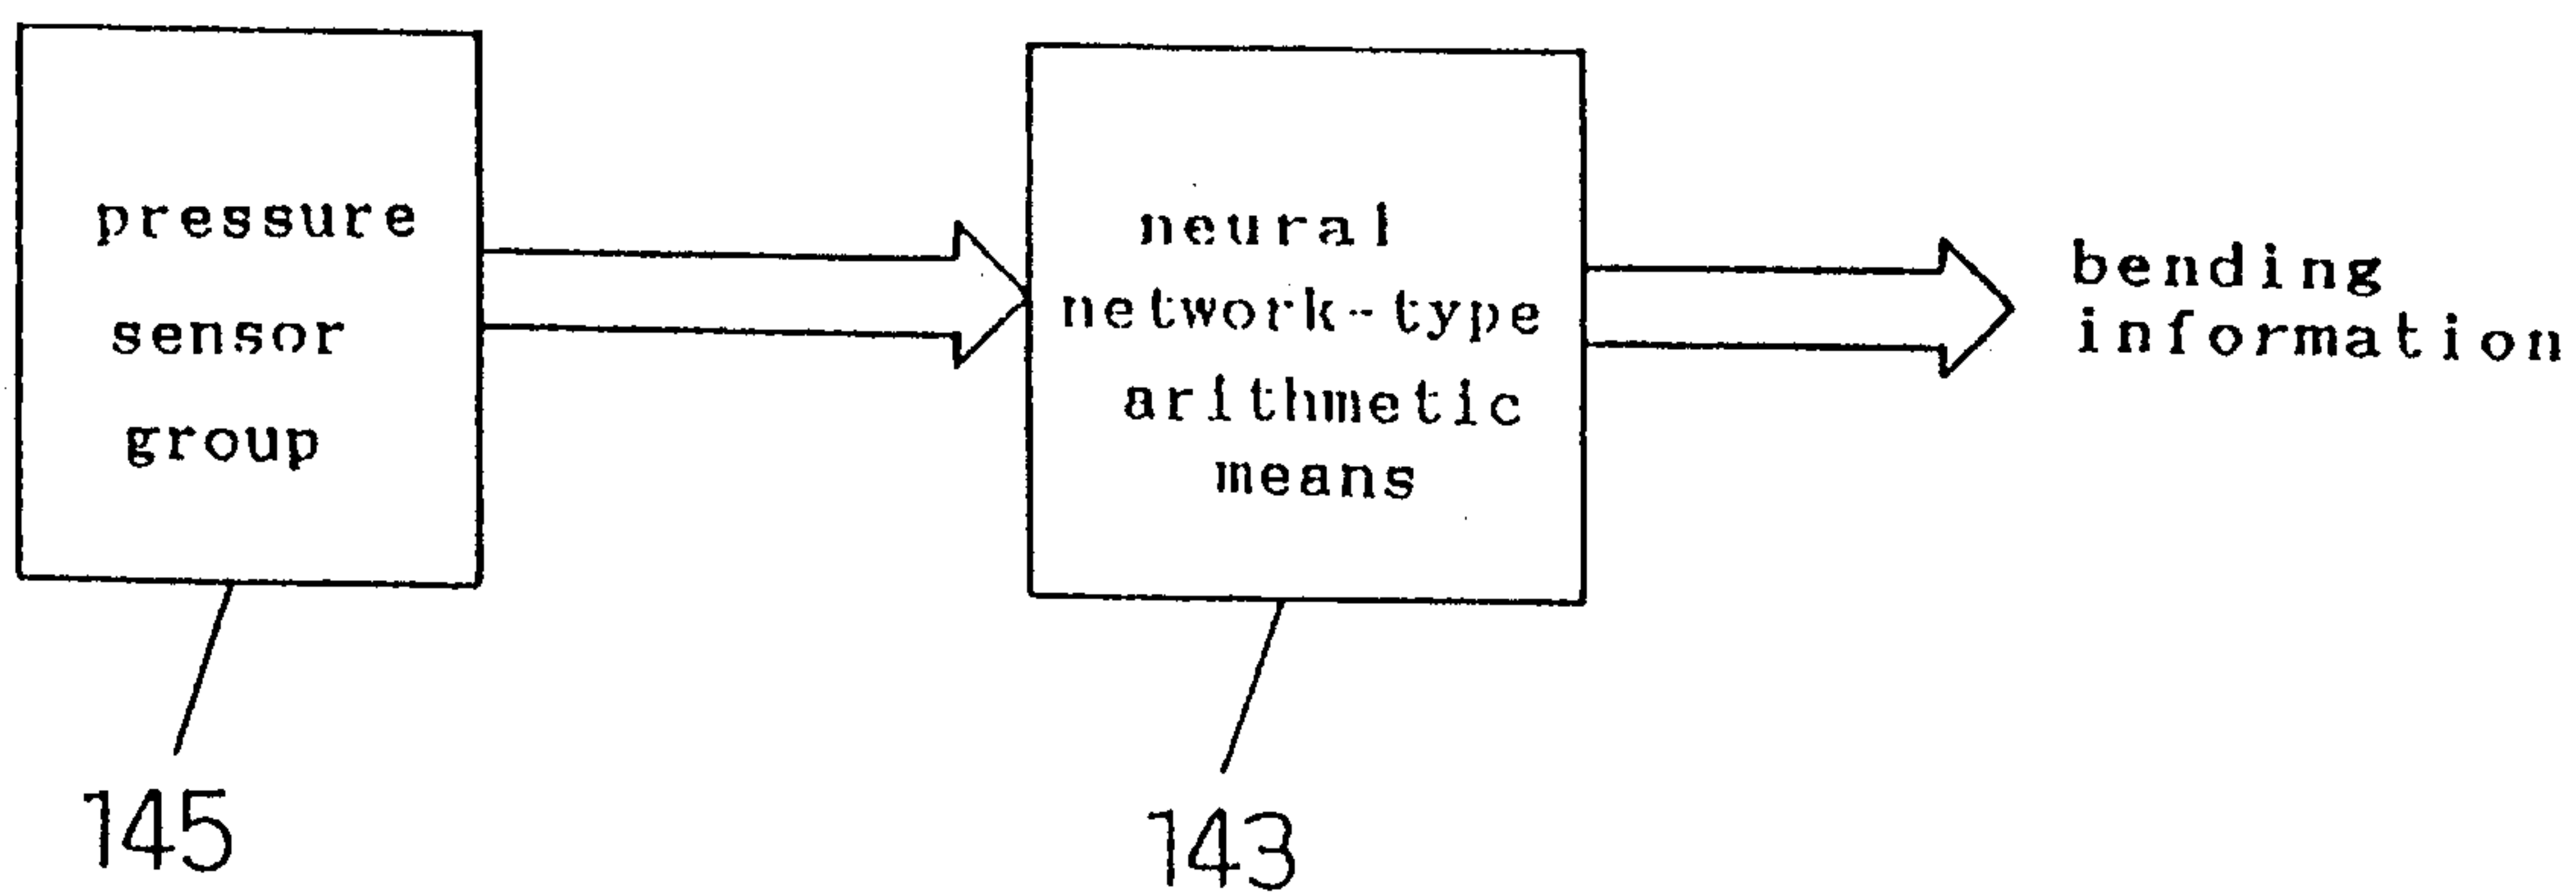 pressure
sensor
group
neural
network-type
arithmetic
means
bending
information
145
143